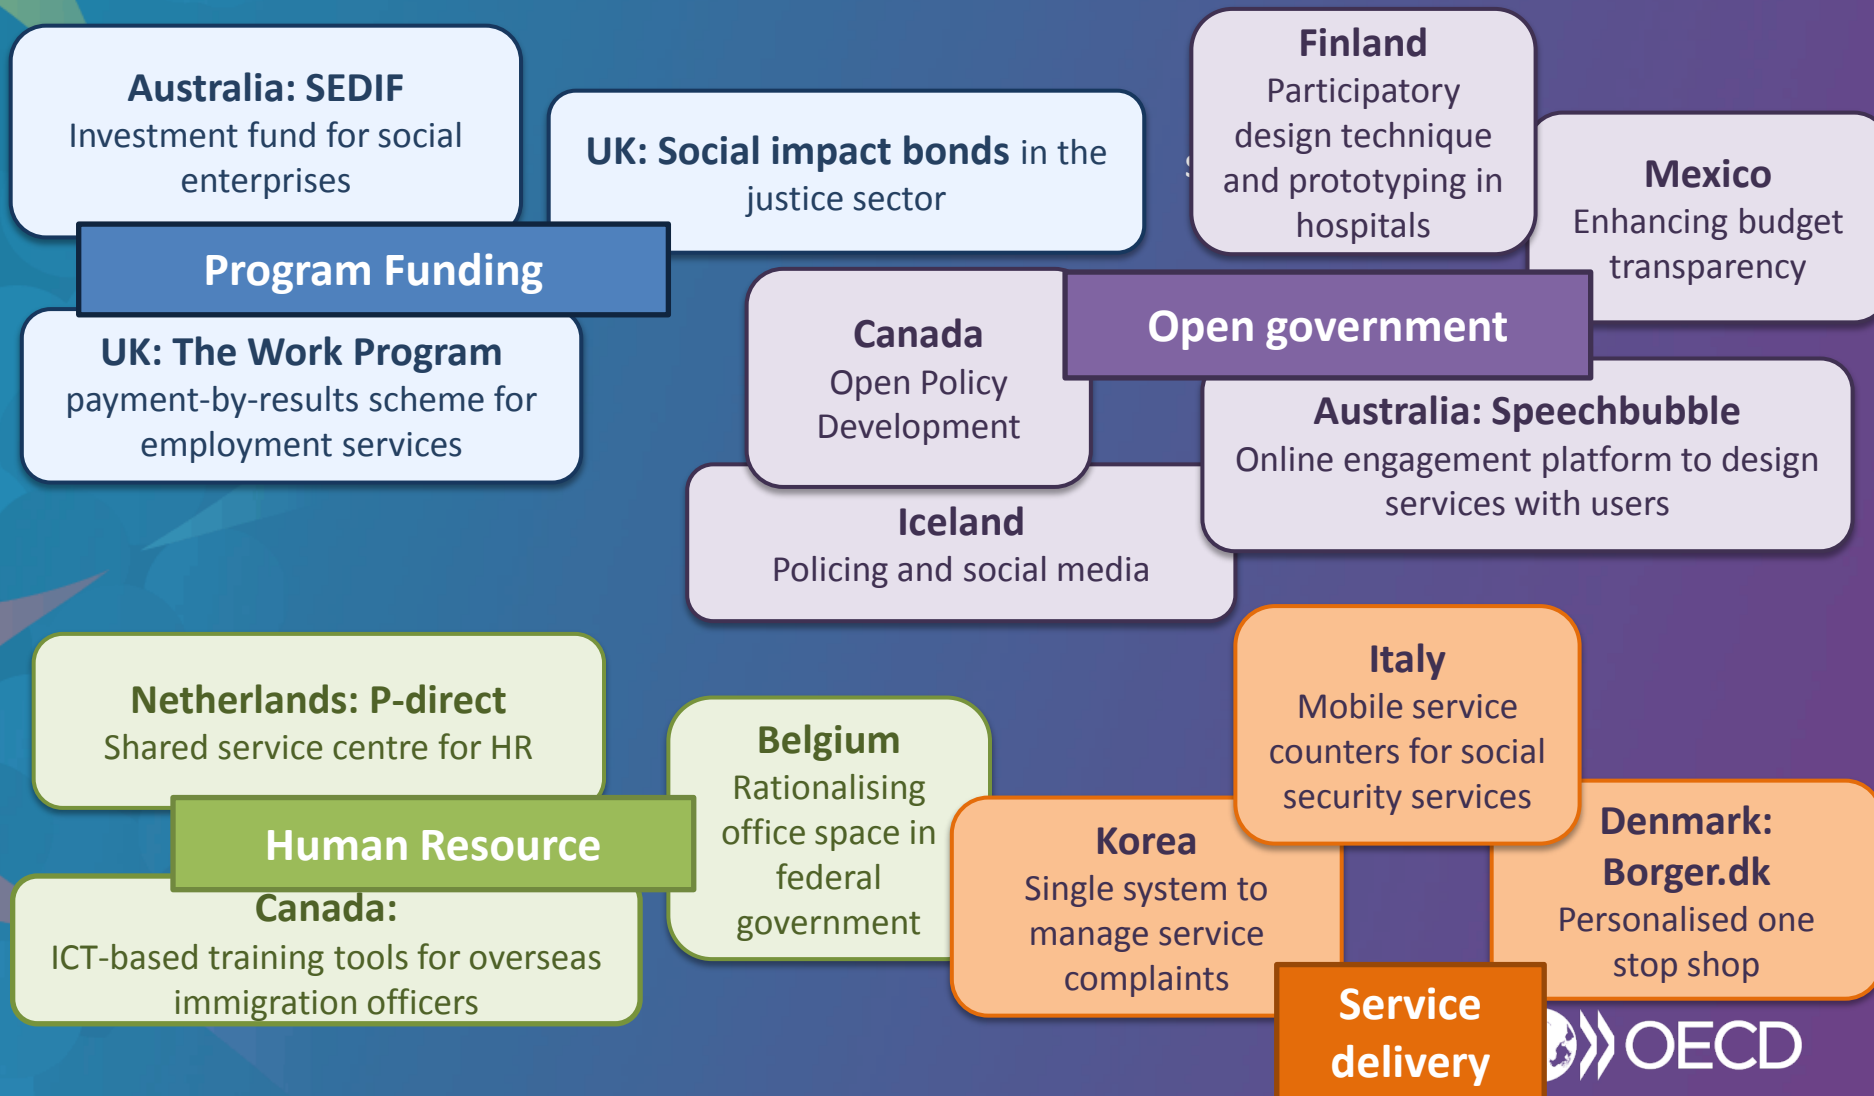 Australia: SEDIF
Investment fund for social
enterprises
UK: Social impact bonds in the
justice sector
Program Funding
UK: The Work Program
payment-by-results scheme for
employment services
Finland
Participatory
design technique
and prototyping in
hospitals
Mexico
Enhancing budget
transparency
Open government
Canada
Open Policy
Development
Australia: Speechbubble
Online engagement platform to design
services with users
Iceland
Policing and social media
Netherlands: P-direct
Shared service centre for HR
Human Resource
Canada:
ICT-based training tools for overseas
immigration officers
Belgium
Rationalising
office space in
federal
government
Italy
Mobile service
counters for social
security services
Korea
Single system to
manage service
complaints
Denmark:
Borger.dk
Personalised one
stop shop
Service
delivery
OECD